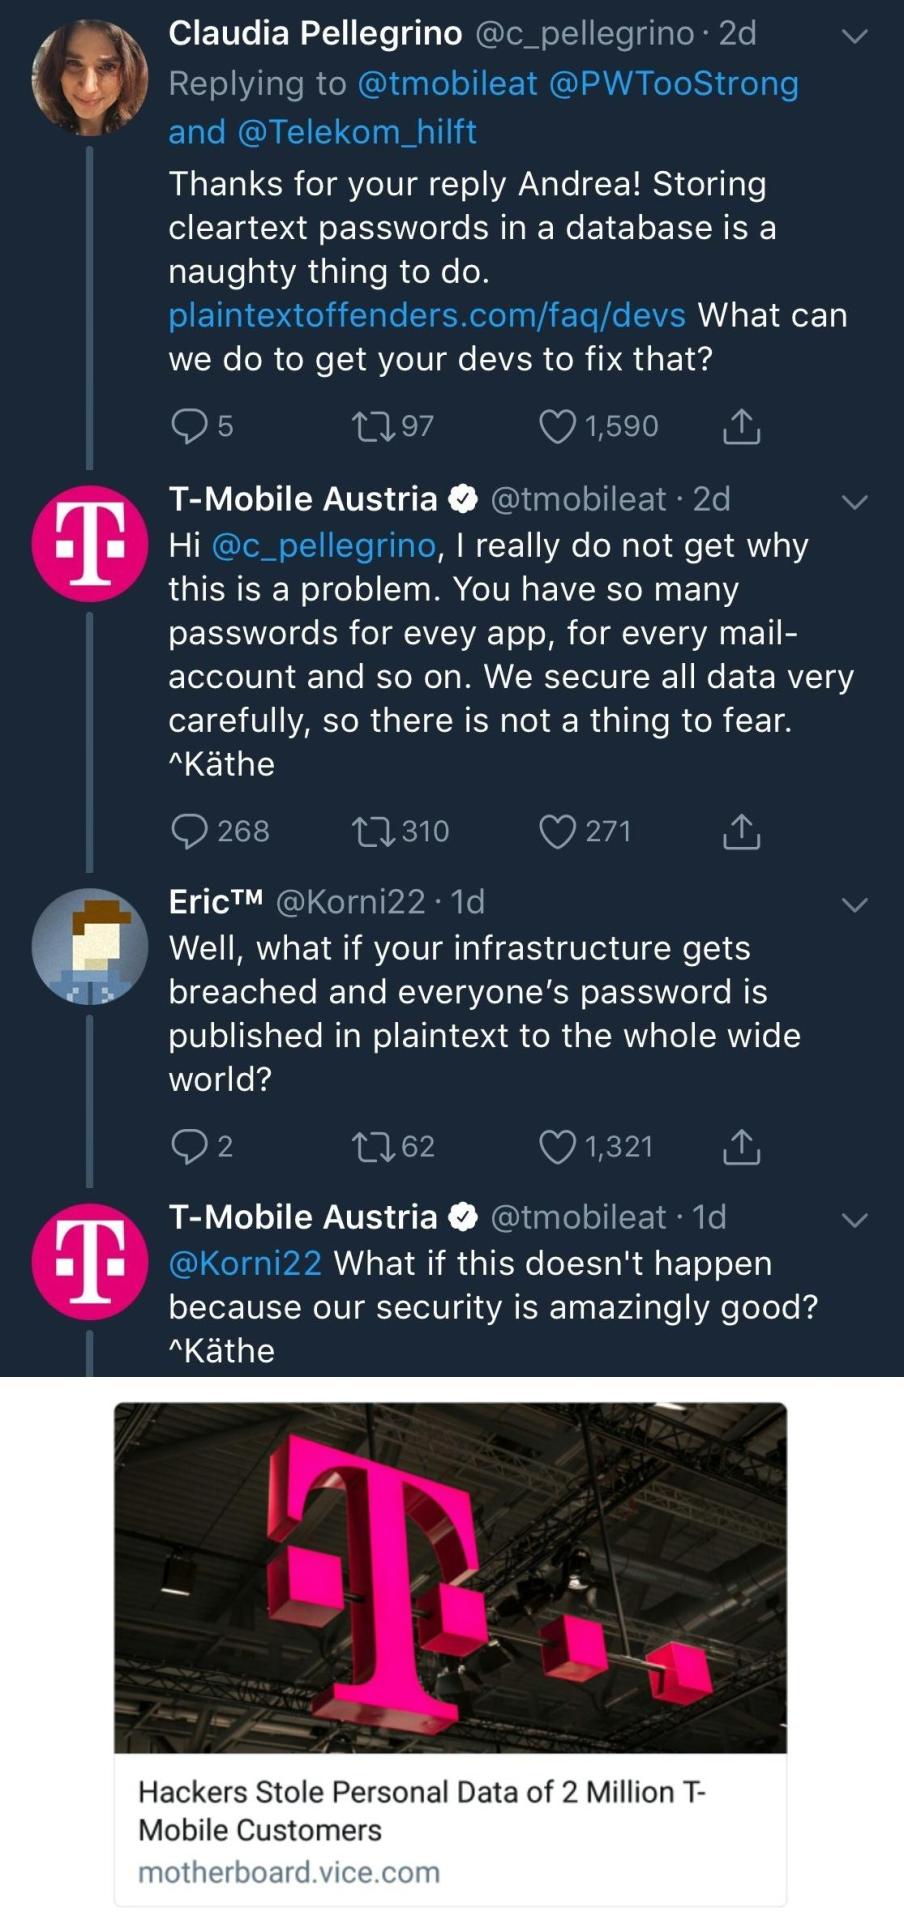 Claudia Pellegrino @c_pellegrino · 2d
Replying to @tmobileat @PWTooStrong
and @Telekom_hilft
Thanks for your reply Andrea! Storing
cleartext passwords in a database is a
naughty thing to do.
plaintextoffenders.com/faq/devs What can
we do to get your devs to fix that?
5 97 1,590
T-Mobile Austria @tmobileat · 2d
Hi @c_pellegrino, I really do not get why
this is a problem. You have so many
passwords for evey app, for every mail-
account and so on. We secure all data very
carefully, so there is not a thing to fear.
^Käthe
268 310 271
Eric™ @Korni22 · 1d
Well, what if your infrastructure gets
breached and everyone’s password is
published in plaintext to the whole wide
world?
2 62 1,321
T-Mobile Austria @tmobileat · 1d
@Korni22 What if this doesn't happen
because our security is amazingly good?
^Käthe
Hackers Stole Personal Data of 2 Million T-
Mobile Customers
motherboard.vice.com